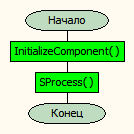 Начало
InitializeComponent( )
SProcess( )
Конец